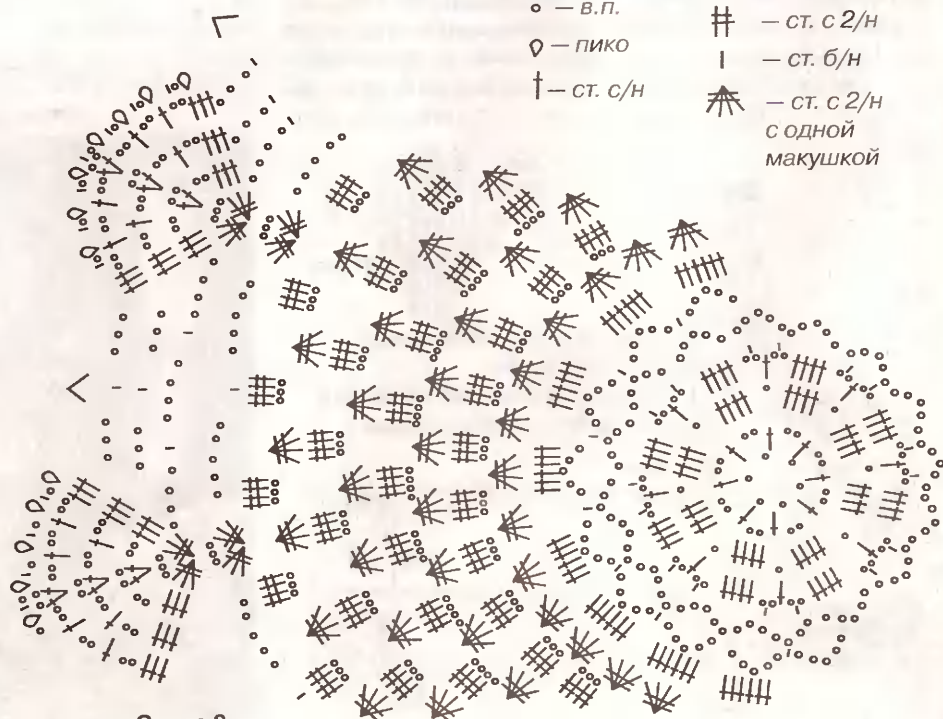 – в.п.
– пико
– ст. с/н
– ст. с 2/н
– ст. б/н
– ст. с 2/н
с одной
макушкой